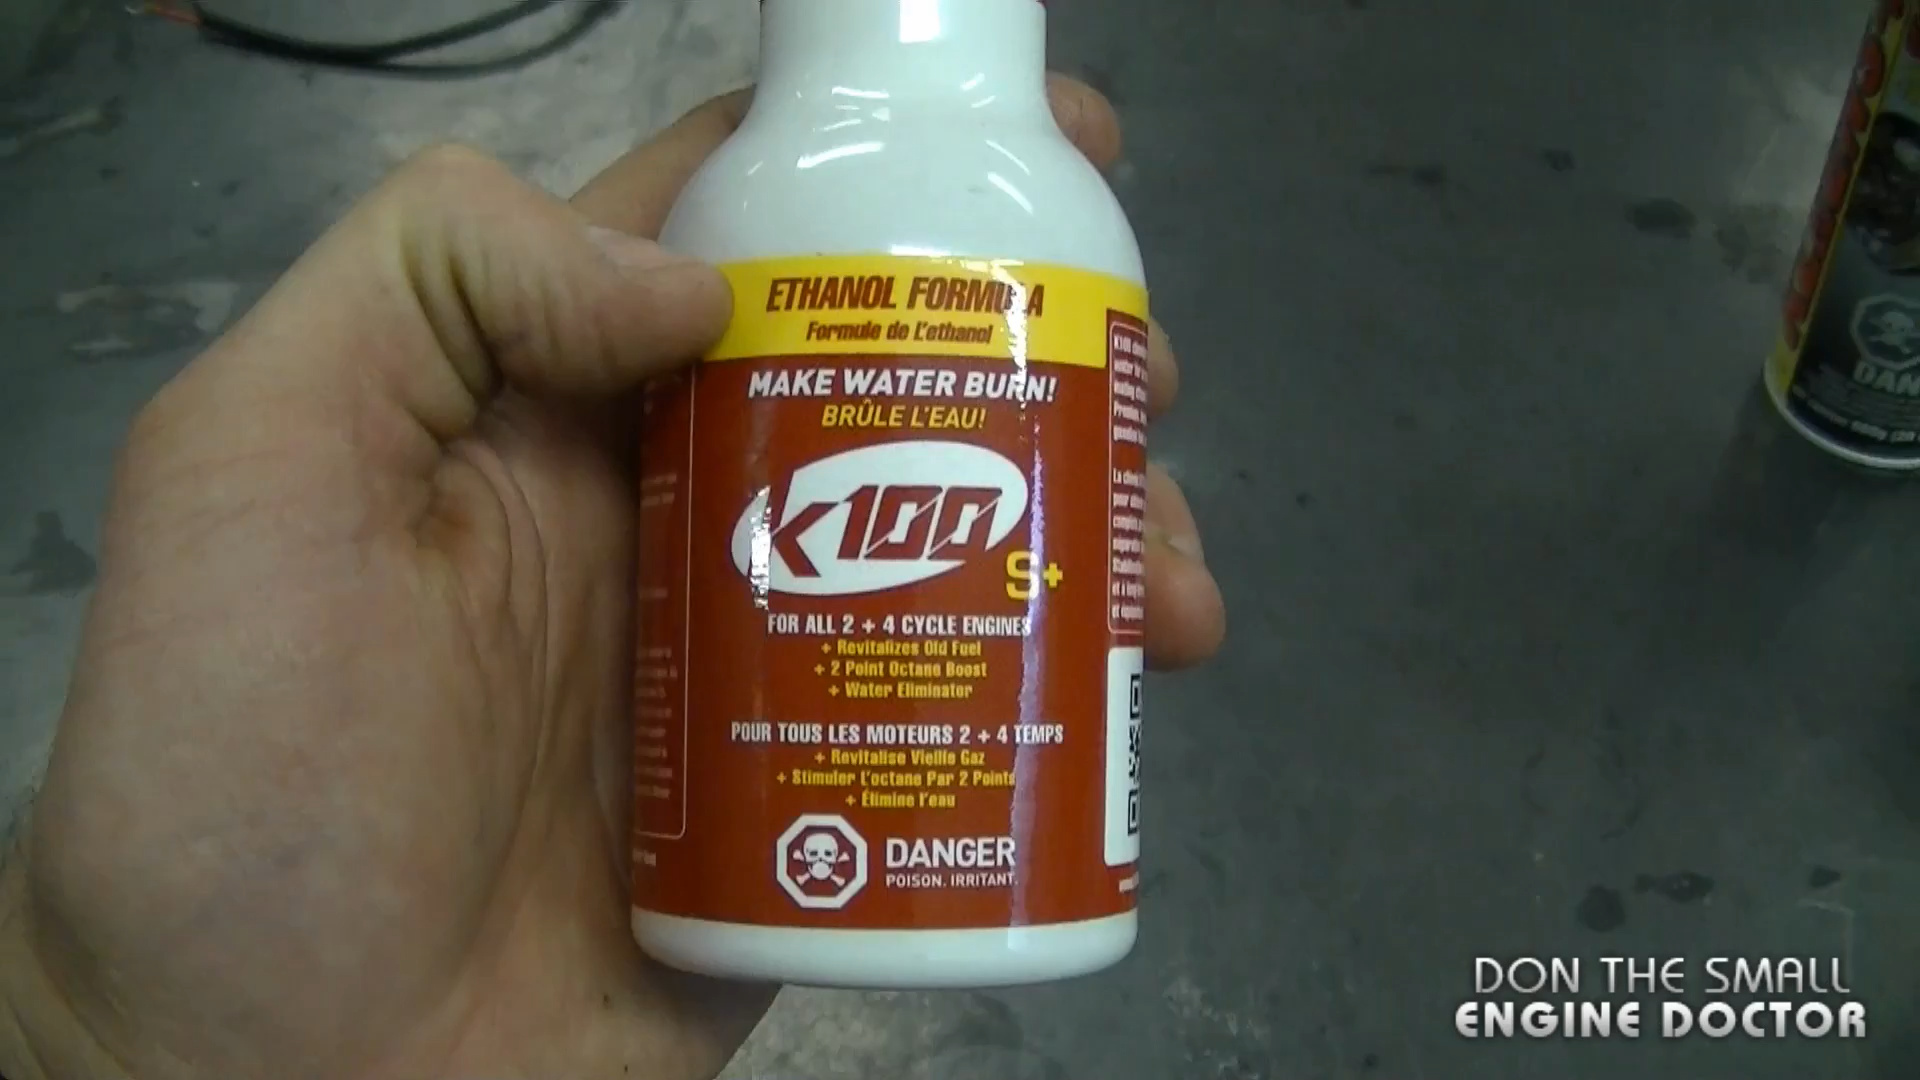 ETHANOL FORMULA
Formule de L'ethanol
MAKE WATER BURN!
BRÛLE L'EAU!
K100
S+
FOR ALL 2 + 4 CYCLE ENGINES
+ Revitalizes Old Fuel
+ 2 Point Octane Boost
+ Water Eliminator
POUR TOUS LES MOTEURS 2 + 4 TEMPS
+ Revitalise Vieille Gaz
+ Stimuler L'octane Par 2 Points
+ Élimine l'eau
DANGER
POISON. IRRITANT.
DON THE SMALL
ENGINE DOCTOR